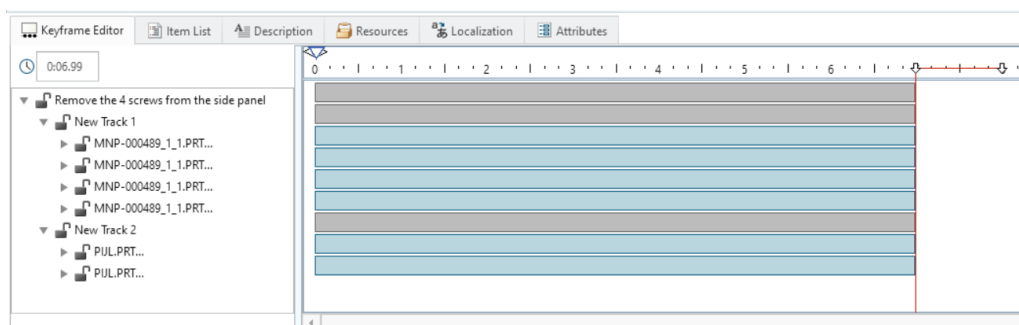 Keyframe Editor Item List Description Resources Localization Attributes
0:06.99
0 1 2 3 4 5 6
Remove the 4 screws from the side panel
New Track 1
MNP-000489_1_1.PRT...
MNP-000489_1_1.PRT...
MNP-000489_1_1.PRT...
MNP-000489_1_1.PRT...
New Track 2
PIJL.PRT...
PIJL.PRT...